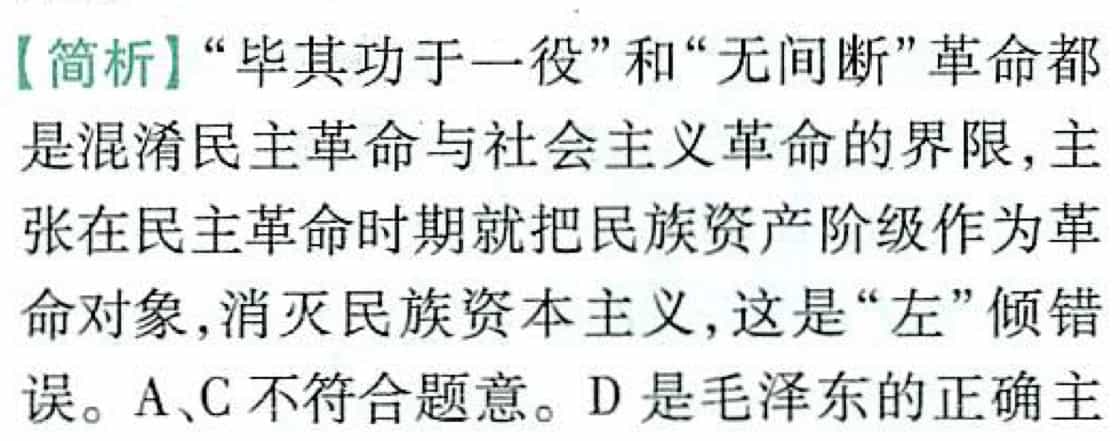 【简析】“毕其功于一役”和“无间断”革命都
是混淆民主革命与社会主义革命的界限,主
张在民主革命时期就把民族资产阶级作为革
命对象,消灭民族资本主义,这是“左”倾错
误。A、C不符合题意。D是毛泽东的正确主